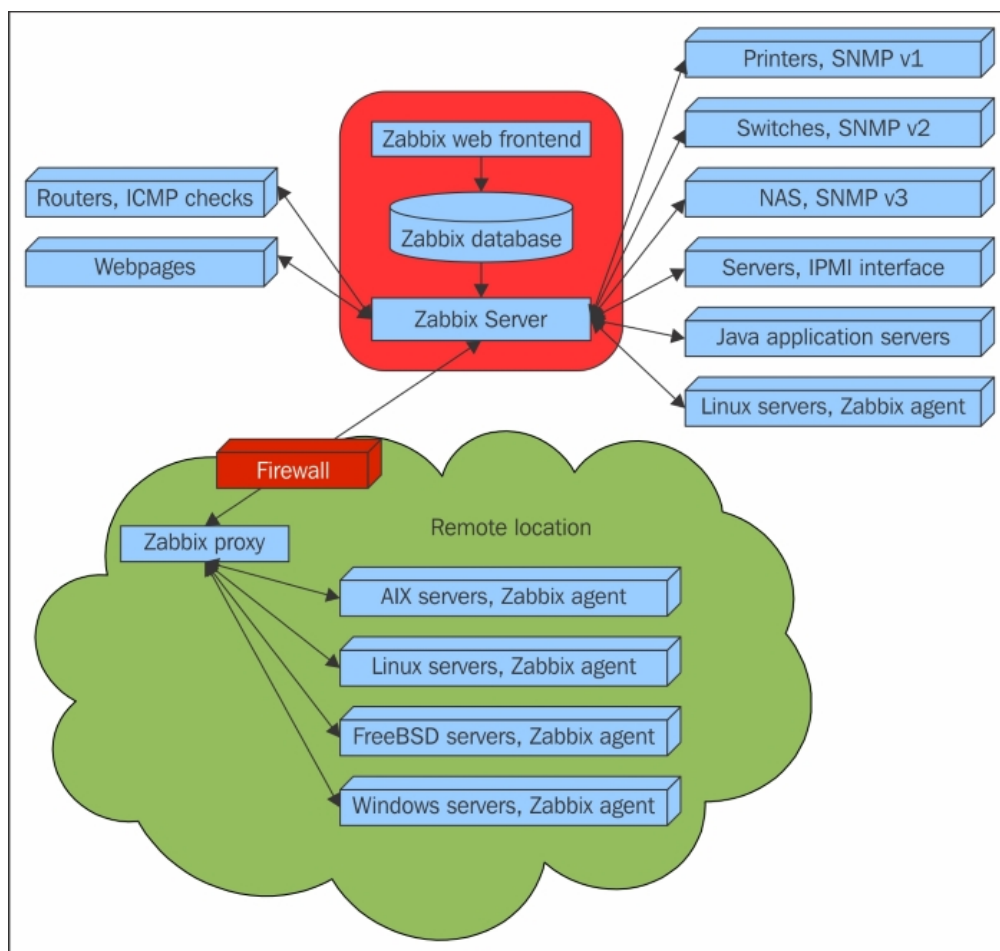 Printers, SNMP v1
Switches, SNMP v2
NAS, SNMP v3
Servers, IPMI interface
Java application servers
Linux servers, Zabbix agent
Zabbix web frontend
Zabbix database
Zabbix Server
Routers, ICMP checks
Webpages
Firewall
Zabbix proxy
Remote location
AIX servers, Zabbix agent
Linux servers, Zabbix agent
FreeBSD servers, Zabbix agent
Windows servers, Zabbix agent